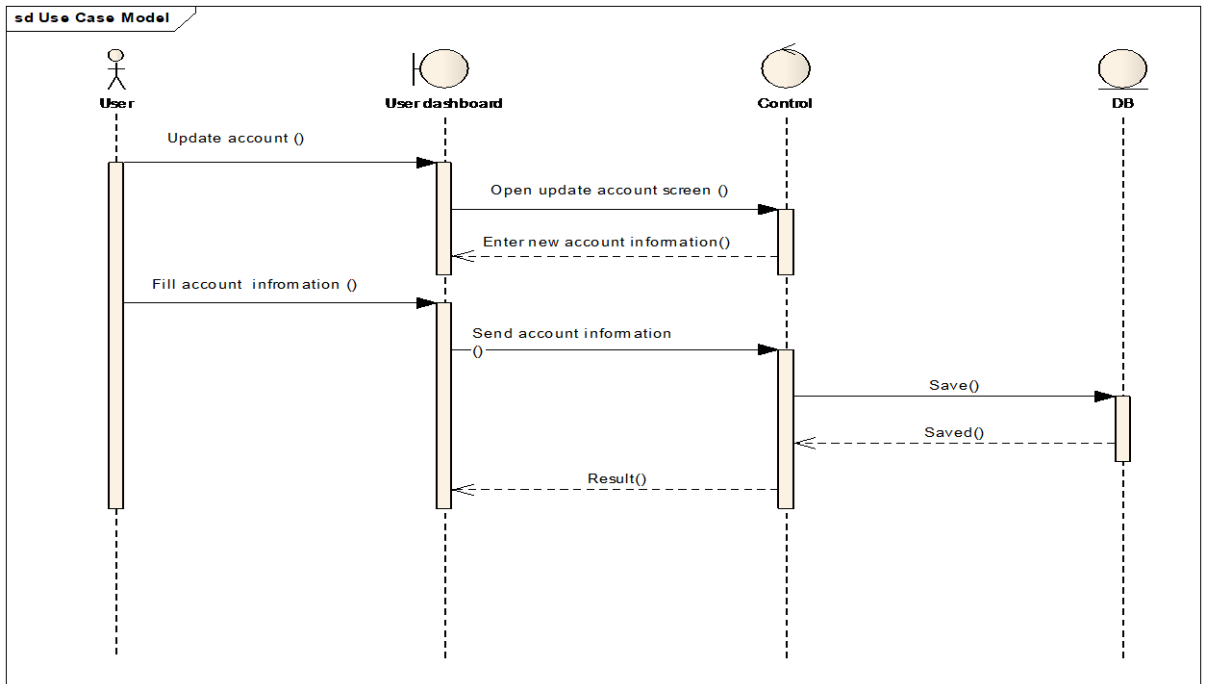 sd Use Case Model
User
User dashboard
Control
DB
Update account ()
Open update account screen ()
Enter new account information()
Fill account infromation ()
Send account information
()
Save()
Saved()
Result()